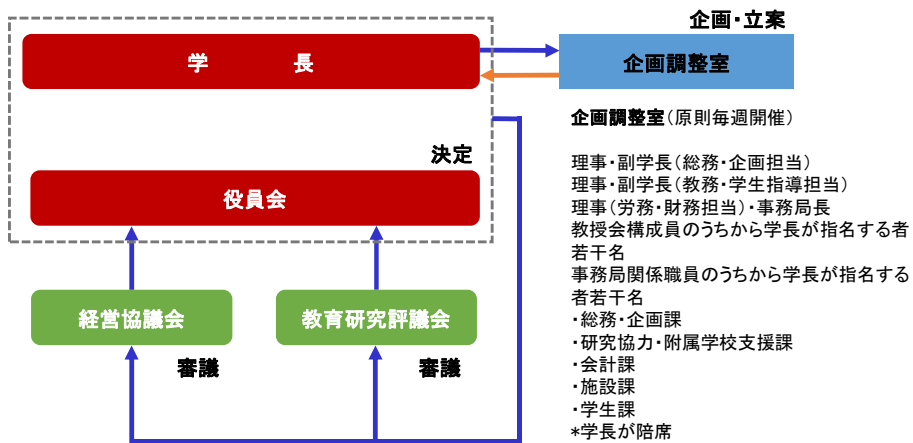 企画・立案
学　　　　長
企画調整室
企画調整室(原則毎週開催)
決定
理事・副学長(総務・企画担当)
理事・副学長(教務・学生指導担当)
理事(労務・財務担当)・事務局長
教授会構成員のうちから学長が指名する者
若干名
事務局関係職員のうちから学長が指名する
者若干名
・総務・企画課
・研究協力・附属学校支援課
・会計課
・施設課
・学生課
*学長が陪席
役員会
経営協議会
教育研究評議会
審議
審議